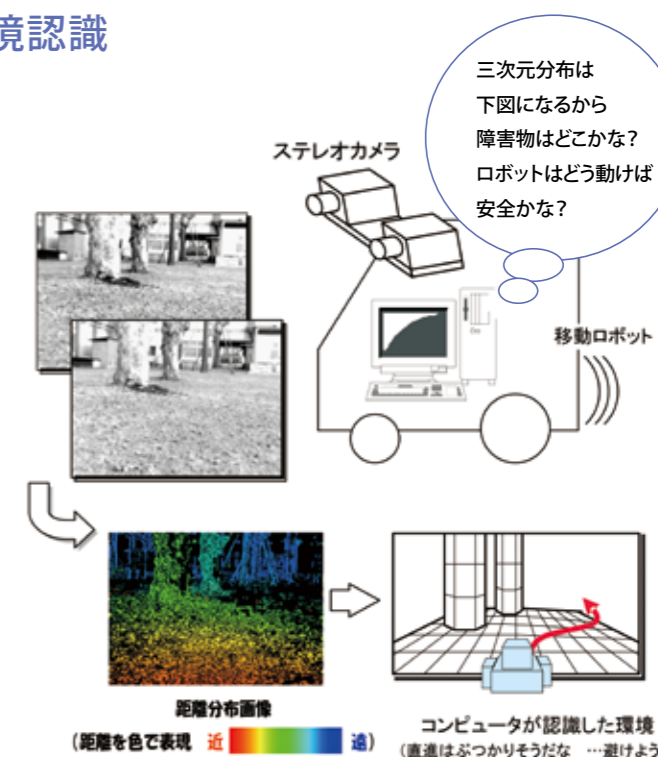 境認識
三次元分布は
下図になるから
障害物はどこかな?
ロボットはどう動けば
安全かな?
ステレオカメラ
移動ロボット
距離分布画像
(距離を色で表現 近 遠)
コンピュータが認識した環境
(直進はぶつかりそうだな …避けよう